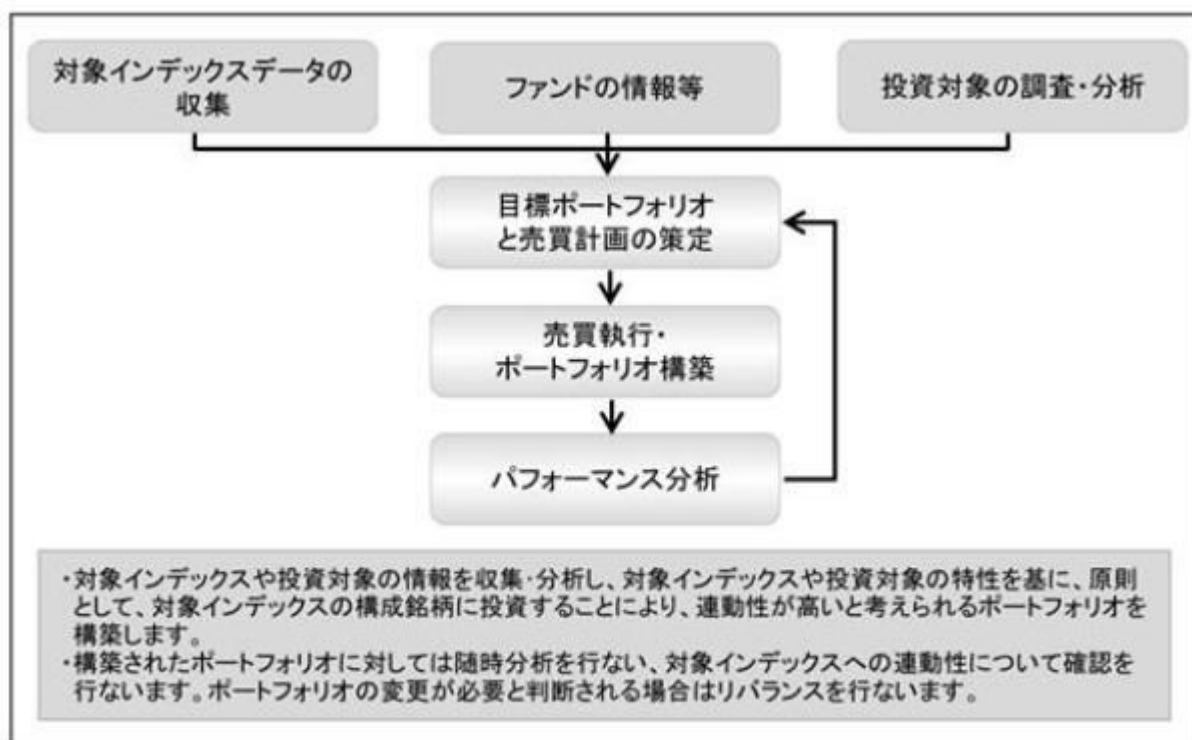 対象インデックスデータの
収集
ファンドの情報等
投資対象の調査・分析
目標ポートフォリオ
と売買計画の策定
売買執行・
ポートフォリオ構築
パフォーマンス分析
・対象インデックスや投資対象の情報を収集・分析し、対象インデックスや投資対象の特性を基に、原則
として、対象インデックスの構成銘柄に投資することにより、連動性が高いと考えられるポートフォリオを
構築します。
・構築されたポートフォリオに対しては随時分析を行ない、対象インデックスへの連動性について確認を
行ないます。ポートフォリオの変更が必要と判断される場合はリバランスを行ないます。